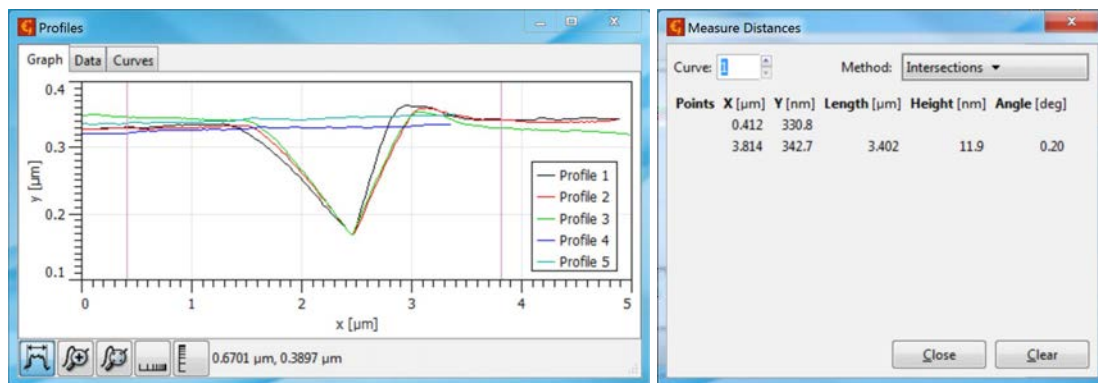 Profiles
Graph Data Curves
0.4
0.3
0.2
0.1
y [µm]
0 1 2 3 4 5
x [µm]
Profile 1
Profile 2
Profile 3
Profile 4
Profile 5
0.6701 µm, 0.3897 µm
Measure Distances
Curve: 1 Method: Intersections
Points X [µm] Y [nm] Length [µm] Height [nm] Angle [deg]
0.412 330.8
3.814 342.7 3.402 11.9 0.20
Close Clear